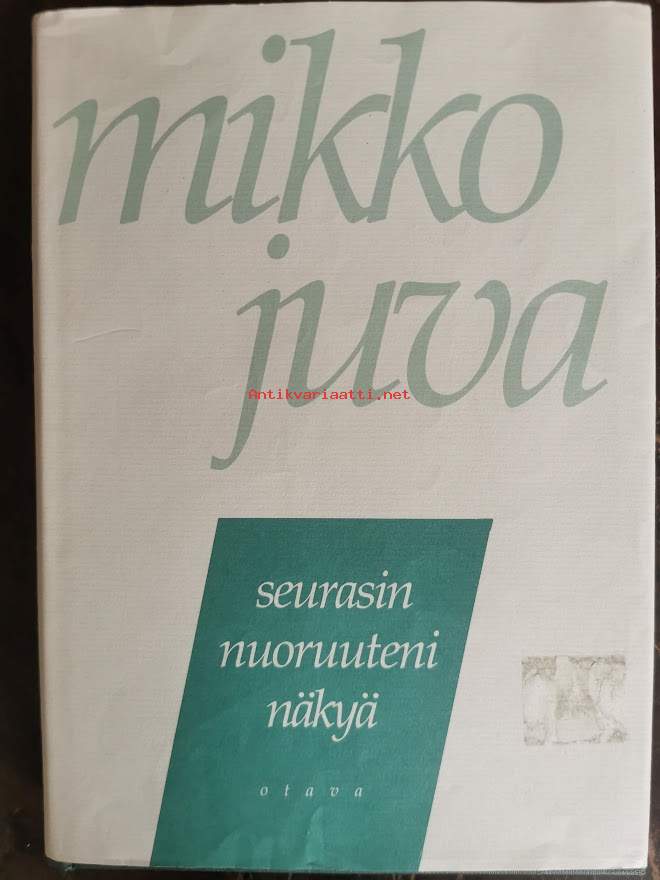 mikko
juva
Antikvariaatti.net
seurasin
nuoruuteni
näkyä
otava